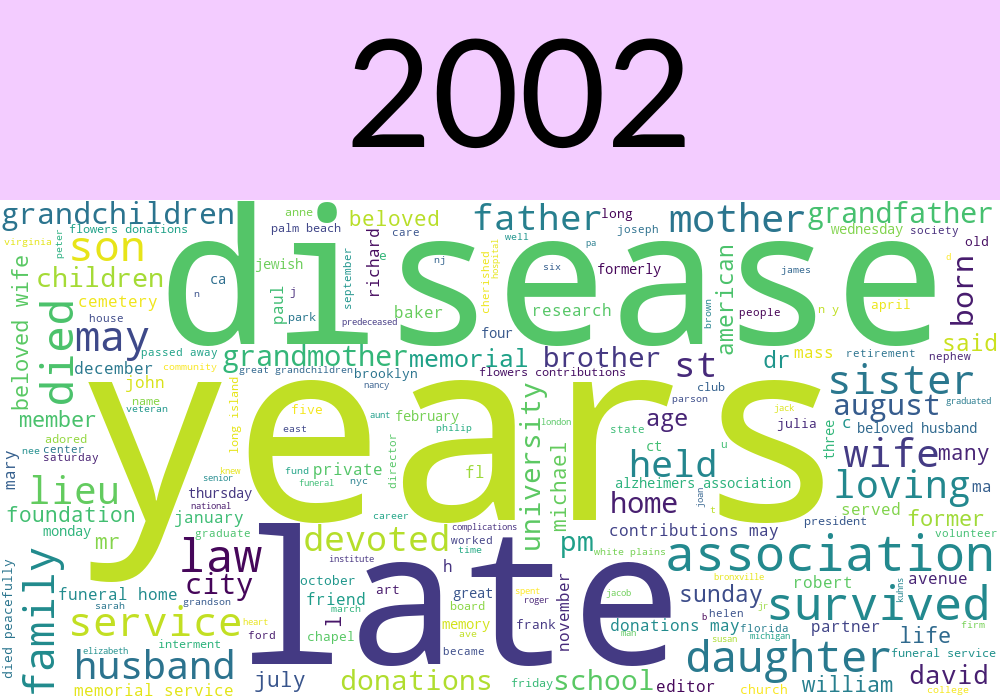 2002
grandchildren
anne
beloved
father
long
mother
grandfather
flowers donations
palm beach
care
joseph
wednesday
society
virginia
peter
son
disease
well
pa
old
children
jewish
ca
n
j
e
richard
september
nj
cherished
hospital
six
formerly
american
james
d
born
beloved wife
died
cemetery
paul
park
predeceased
baker
four
research
brown
people
n y
april
said
house
may
passed away
december
community
grandmother
great grandchildren
memorial
brother
flowers contributions
st
dr
mass
retirement
nephew
john
name
veteran
long island
brooklyn
nancy
years
club
parson
jack
sister
graduated
member
five
aunt
february
philip
university
london
age
julia
august
c
three
beloved husband
adored
nee
center
saturday
mary
east
director
state
ct
u
held
wife
many
knew
senior
fund
funeral
private
nyc
fl
michael
alzheimers association
lieu
thursday
national
home
joan
t
loving
ma
foundation
january
career
contributions may
president
served
former
monday
graduate
mr
law
devoted
complications
worked
time
pm
white plains
volunteer
association
died peacefully
family
city
late
institute
h
october
friend
march
art
great
board
spent
roger
jacob
bronxville
sunday
robert
avenue
kuhns
funeral home
sarah
grandson
heart
service
ford
chapel
l
memory
ave
frank
november
donations may
man
b
helen
florida
susan
michigan
jr
survived
partner
firm
life
interment
elizabeth
husband
became
daughter
funeral service
memorial service
july
donations
friday
school
editor
church
william
david
college